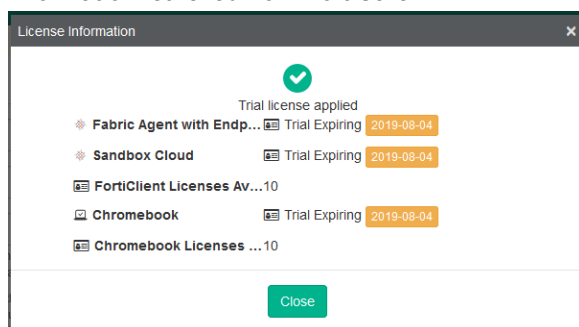 License Information ×
Trial license applied
Fabric Agent with Endp... Trial Expiring 2019-08-04
Sandbox Cloud Trial Expiring 2019-08-04
FortiClient Licenses Av...10
Chromebook Trial Expiring 2019-08-04
Chromebook Licenses ...10
Close